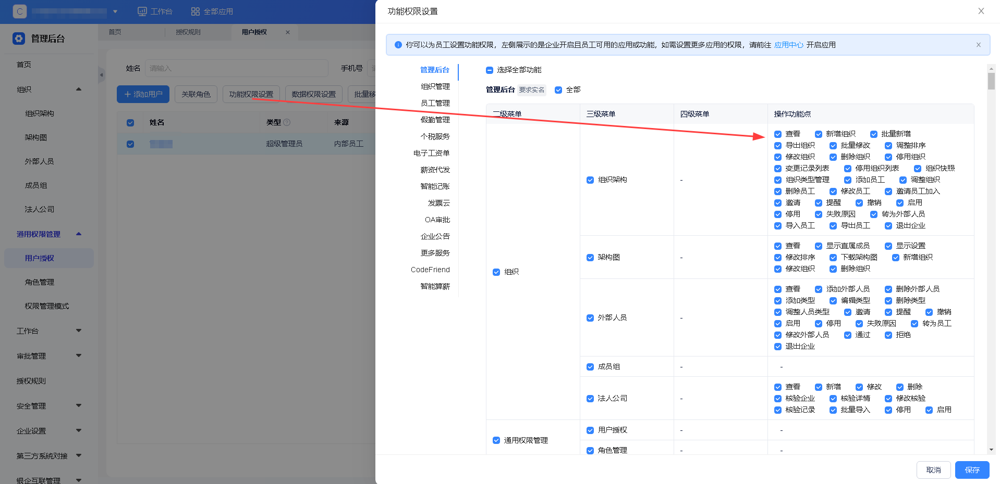 C
工作台
全部应用
管理后台
首页
组织
组织架构
架构图
外部人员
成员组
法人公司
通用权限管理
用户授权
角色管理
权限管理模式
工作台
审批管理
授权规则
安全管理
企业设置
第三方系统对接
银企互联管理
首页
授权规则
用户授权
姓名
请输入
手机号
添加用户
关联角色
功能权限设置
数据权限设置
批量移
姓名
类型
来源
超级管理员
内部员工
功能权限设置
你可以为员工设置功能权限，左侧展示的是企业开启且员工可用的应用或功能，如需设置更多应用的权限，请前往 应用中心 开启应用
管理后台
组织管理
员工管理
假勤管理
个税服务
电子工资单
薪资代发
智能记账
发票云
OA审批
企业公告
更多服务
CodeFriend
智能算薪
选择全部功能
管理后台 要求实名 全部
二级菜单 三级菜单 四级菜单 操作功能点
组织
组织架构 -
查看 新增组织 批量新增
导出组织 批量修改 调整排序
修改组织 删除组织 停用组织
变更记录列表 停用组织列表 组织快照
组织类型管理 添加员工 调整组织
删除员工 修改员工 邀请员工加入
邀请 提醒 撤销 启用
停用 失败原因 转为外部人员
导入员工 导出员工 退出企业
架构图 -
查看 显示直属成员 显示设置
修改排序 下载架构图 新增组织
修改组织 删除组织
外部人员 -
查看 添加外部人员 删除外部人员
添加类型 编辑类型 删除类型
调整人员类型 邀请 提醒 撤销
启用 停用 失败原因 转为员工
修改外部人员 通过 拒绝
退出企业
成员组 - -
法人公司 -
查看 新增 修改 删除
核验企业 核验详情 修改核验
核验记录 批量导入 停用 启用
通用权限管理
用户授权 - -
角色管理 - -
取消
保存